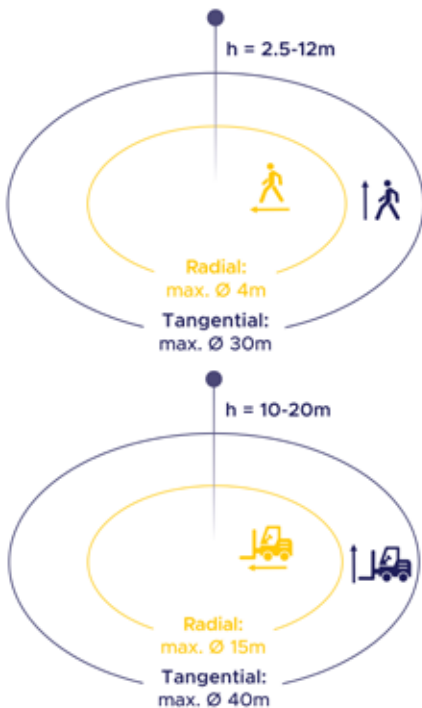 h = 2.5-12m
Radial:
max. Ø 4m
Tangential:
max. Ø 30m
h = 10-20m
Radial:
max. Ø 15m
Tangential:
max. Ø 40m